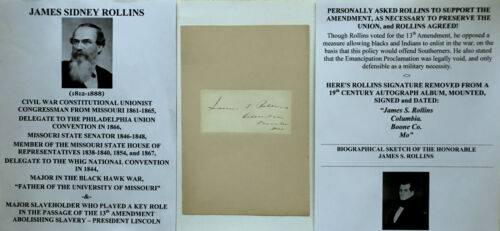 JAMES SIDNEY ROLLINS
(1812-1888)
CIVIL WAR CONSTITUTIONAL UNIONIST
CONGRESSMAN FROM MISSOURI 1861-1865,
DELEGATE TO THE PHILADELPHIA UNION
CONVENTION IN 1866,
MISSOURI STATE SENATOR 1846-1848,
MEMBER OF THE MISSOURI STATE HOUSE OF
REPRESENTATIVES 1838-1840, 1854, and 1867,
DELEGATE TO THE WHIG NATIONAL CONVENTION
IN 1844,
MAJOR IN THE BLACK HAWK WAR,
"FATHER OF THE UNIVERSITY OF MISSOURI"
-&-
MAJOR SLAVEHOLDER WHO PLAYED A KEY ROLE
IN THE PASSAGE OF THE 13th AMENDMENT
ABOLISHING SLAVERY – PRESIDENT LINCOLN
James S Rollins
Columbia
PERSONALLY ASKED ROLLINS TO SUPPORT THE
AMENDMENT, AS NECESSARY TO PRESERVE THE
UNION, and ROLLINS AGREED!
Though Rollins voted for the 13th Amendment, he opposed a
measure allowing blacks and Indians to enlist in the war, on the
basis that this policy would offend Southerners. He also stated
that the Emancipation Proclamation was legally void, and only
defensible as a military necessity.
<>
HERE'S ROLLINS SIGNATURE REMOVED FROM A
19th CENTURY AUTOGRAPH ALBUM, MOUNTED,
SIGNED and DATED:
"James S. Rollins
Columbia.
Boone Co.
Mo"
BIOGRAPHICAL SKETCH OF THE HONORABLE
JAMES S. ROLLINS